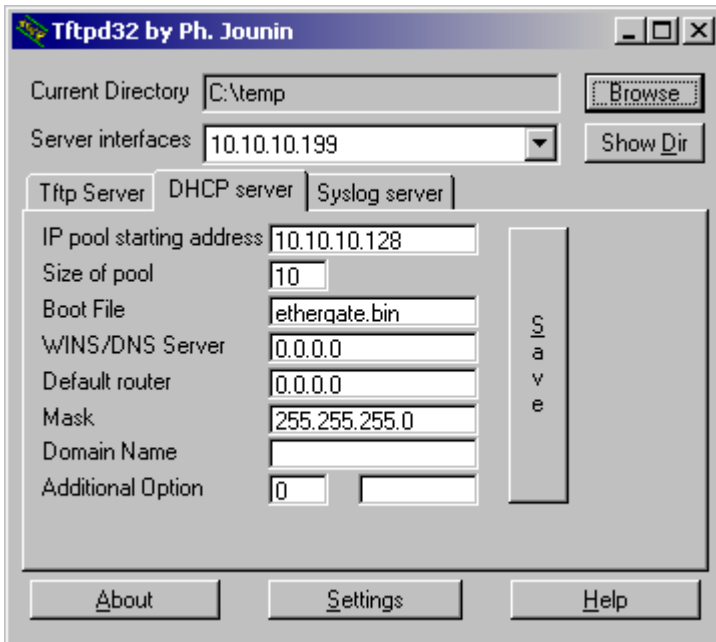 Tftpd32 by Ph. Jounin
Current Directory C:\temp Browse
Server interfaces 10.10.10.199 Show Dir
Tftp Server DHCP server Syslog server
IP pool starting address 10.10.10.128
Size of pool 10
Boot File ethergate.bin
WINS/DNS Server 0.0.0.0
Default router 0.0.0.0
Mask 255.255.255.0
Domain Name
Additional Option 0
Save
About Settings Help